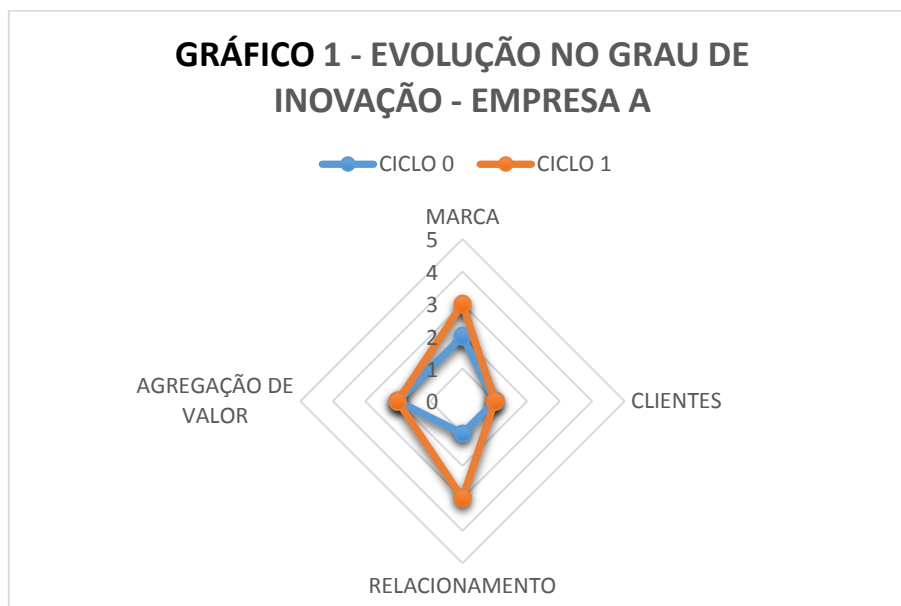 GRÁFICO 1 - EVOLUÇÃO NO GRAU DE
INOVAÇÃO - EMPRESA A
CICLO 0 CICLO 1
MARCA
5
4
3
2
1
0
AGREGAÇÃO DE
VALOR
CLIENTES
RELACIONAMENTO